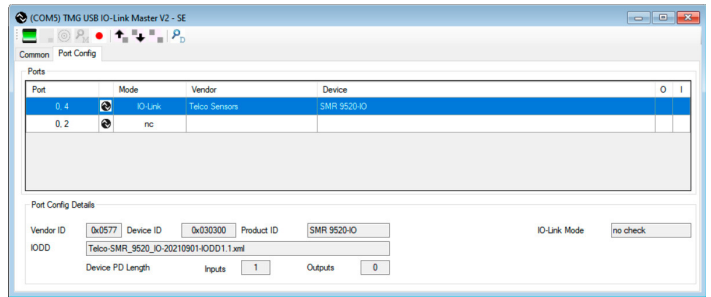 (COM5) TMG USB IO-Link Master V2 - SE
Common Port Config
Ports
Port Mode Vendor Device O I
0, 4 IO-Link Telco Sensors SMR 9520-IO
0, 2 nc
Port Config Details
Vendor ID 0x0577 Device ID 0x030300 Product ID SMR 9520-IO IO-Link Mode no check
IODD Telco-SMR_9520_IO-20210901-IODD1.1.xml
Device PD Length Inputs 1 Outputs 0